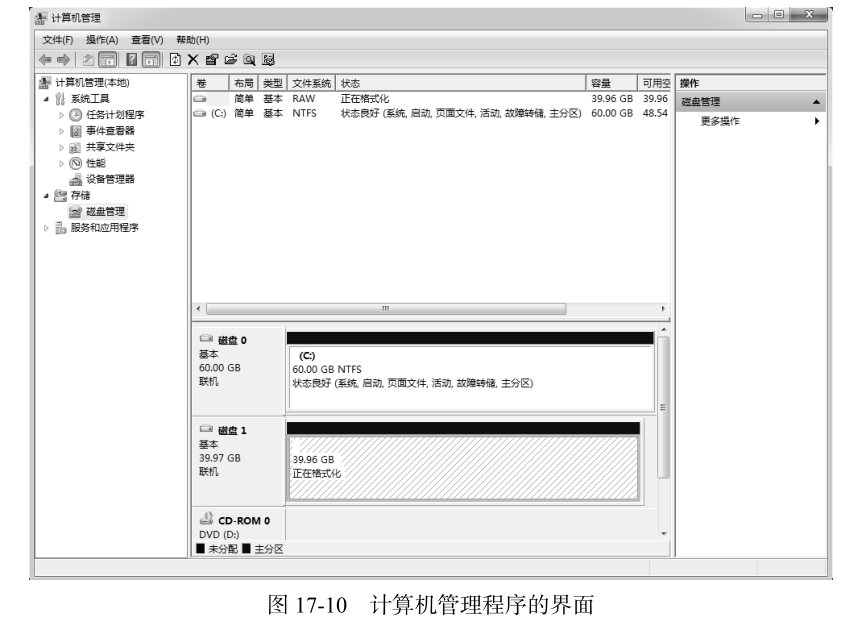 计算机管理
文件(F) 操作(A) 查看(V) 帮助(H)
计算机管理(本地)
系统工具
任务计划程序
事件查看器
共享文件夹
性能
设备管理器
存储
磁盘管理
服务和应用程序
卷 布局 类型 文件系统 状态 容量 可用空
简单 基本 RAW 正在格式化 39.96 GB 39.96
(C:) 简单 基本 NTFS 状态良好 (系统, 启动, 页面文件, 活动, 故障转储, 主分区) 60.00 GB 48.54
操作
磁盘管理
更多操作
磁盘 0
基本
60.00 GB
联机
(C:)
60.00 GB NTFS
状态良好 (系统, 启动, 页面文件, 活动, 故障转储, 主分区)
磁盘 1
基本
39.97 GB
联机
39.96 GB
正在格式化
CD-ROM 0
DVD (D:)
未分配 主分区
图 17-10 计算机管理程序的界面